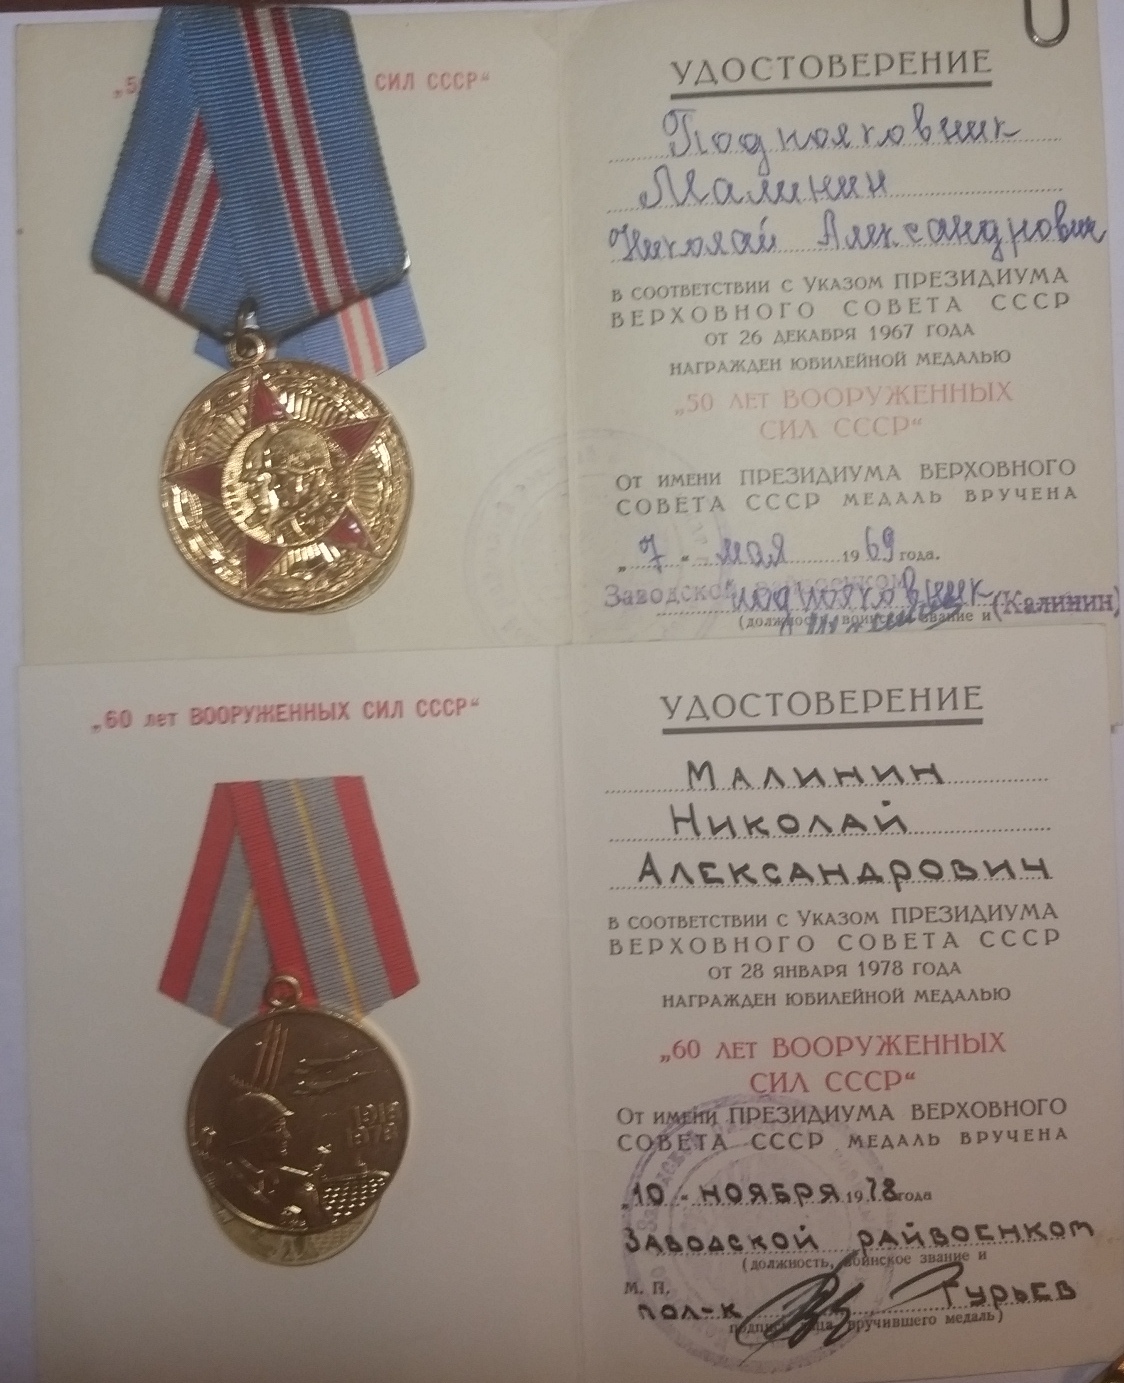 „5 СИЛ СССР“
УДОСТОВЕРЕНИЕ
Подполковник
Малинин
Николай Александрович
В СООТВЕТСТВИИ С УКАЗОМ ПРЕЗИДИУМА
ВЕРХОВНОГО СОВЕТА СССР
ОТ 26 ДЕКАБРЯ 1967 ГОДА
НАГРАЖДЕН ЮБИЛЕЙНОЙ МЕДАЛЬЮ
„50 ЛЕТ ВООРУЖЕННЫХ
СИЛ СССР“
ОТ ИМЕНИ ПРЕЗИДИУМА ВЕРХОВНОГО
СОВЕТА СССР МЕДАЛЬ ВРУЧЕНА
„7“ мая 1969 года.
Заводской райвоенком
подполковник (Калинин)
(должность, воинское звание и
„60 лет ВООРУЖЕННЫХ СИЛ СССР“
1918
1978
УДОСТОВЕРЕНИЕ
МАЛИНИН
НИКОЛАЙ
АЛЕКСАНДРОВИЧ
В СООТВЕТСТВИИ С УКАЗОМ ПРЕЗИДИУМА
ВЕРХОВНОГО СОВЕТА СССР
ОТ 28 ЯНВАРЯ 1978 ГОДА
НАГРАЖДЕН ЮБИЛЕЙНОЙ МЕДАЛЬЮ
„60 ЛЕТ ВООРУЖЕННЫХ
СИЛ СССР“
ОТ ИМЕНИ ПРЕЗИДИУМА ВЕРХОВНОГО
СОВЕТА СССР МЕДАЛЬ ВРУЧЕНА
„10“ НОЯБРЯ 1978 года
ЗАВОДСКОЙ РАЙВОЕНКОМ
(должность, воинское звание и
М. П.
ПОЛ-К ГУРЬЕВ
подпись лица, вручившего медаль)